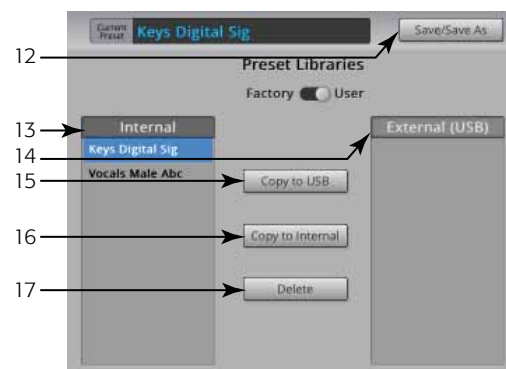 Current Preset Keys Digital Sig Save/Save As
12
Preset Libraries
Factory User
13 Internal External (USB)
Keys Digital Sig
14
Vocals Male Abc
15 Copy to USB
16 Copy to Internal
17 Delete